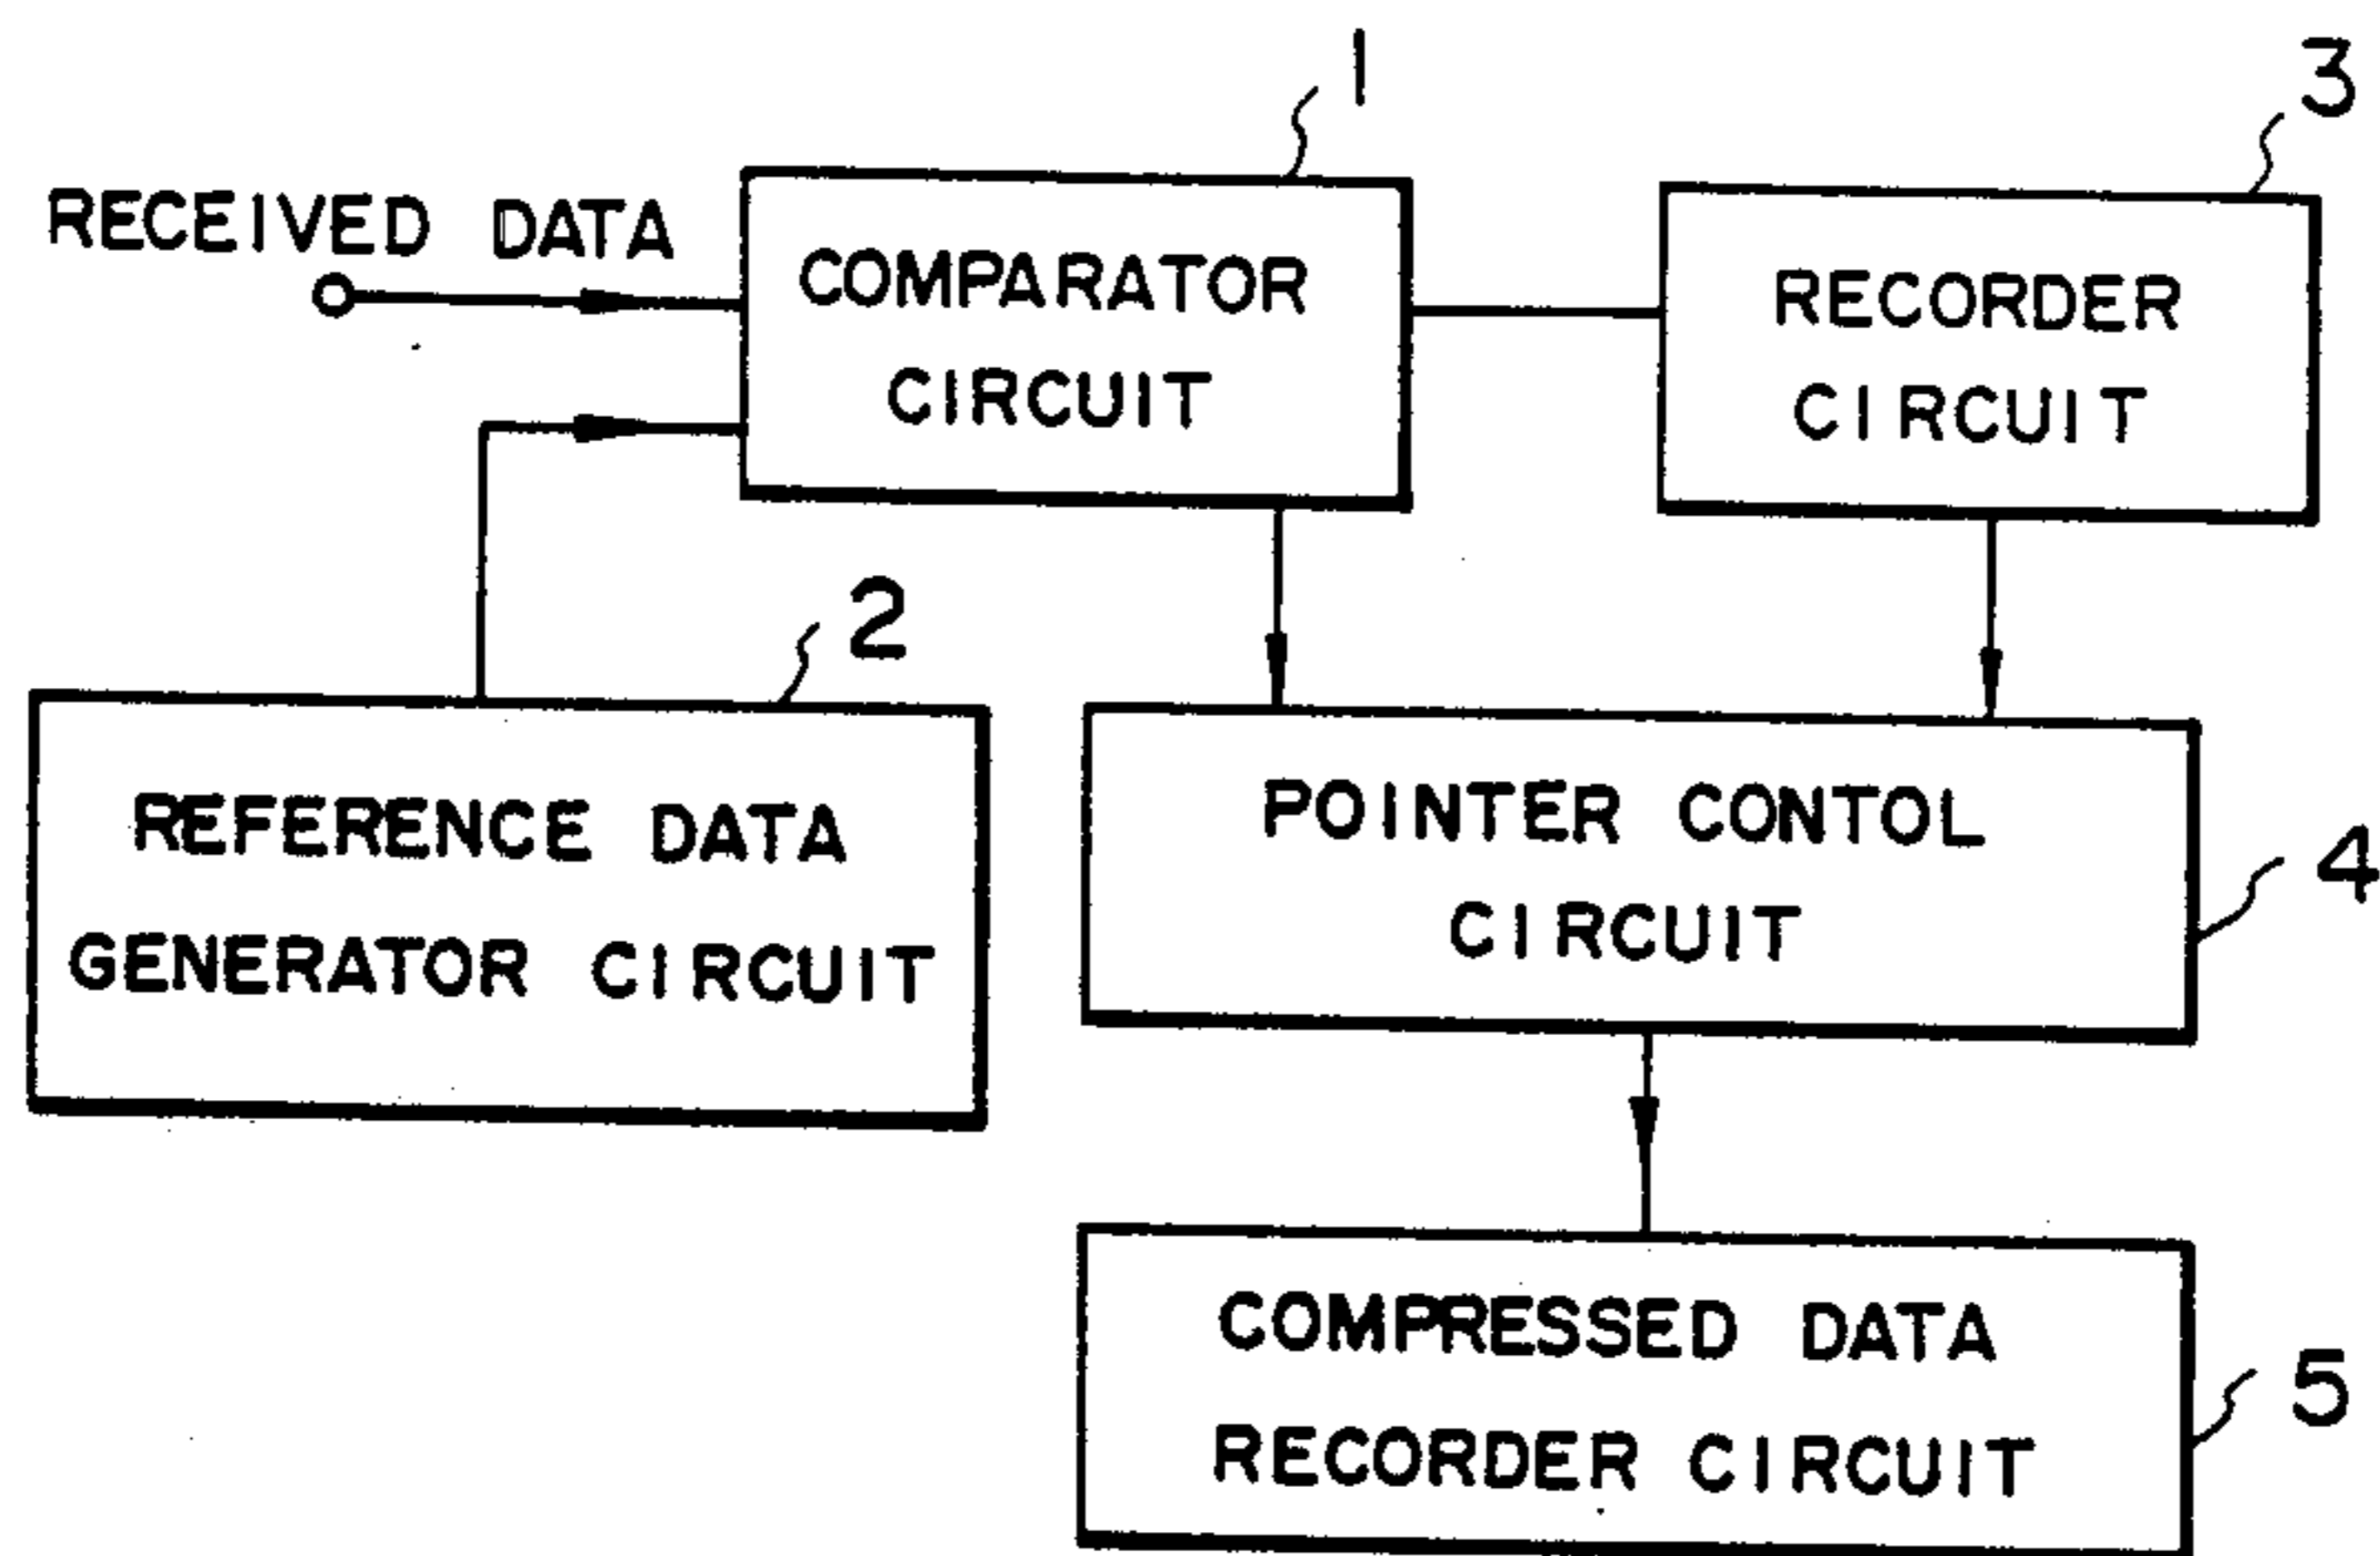 1
3
RECEIVED DATA
COMPARATOR
CIRCUIT
RECORDER
CIRCUIT
2
REFERENCE DATA
GENERATOR CIRCUIT
POINTER CONTOL
CIRCUIT
4
COMPRESSED DATA
RECORDER CIRCUIT
5